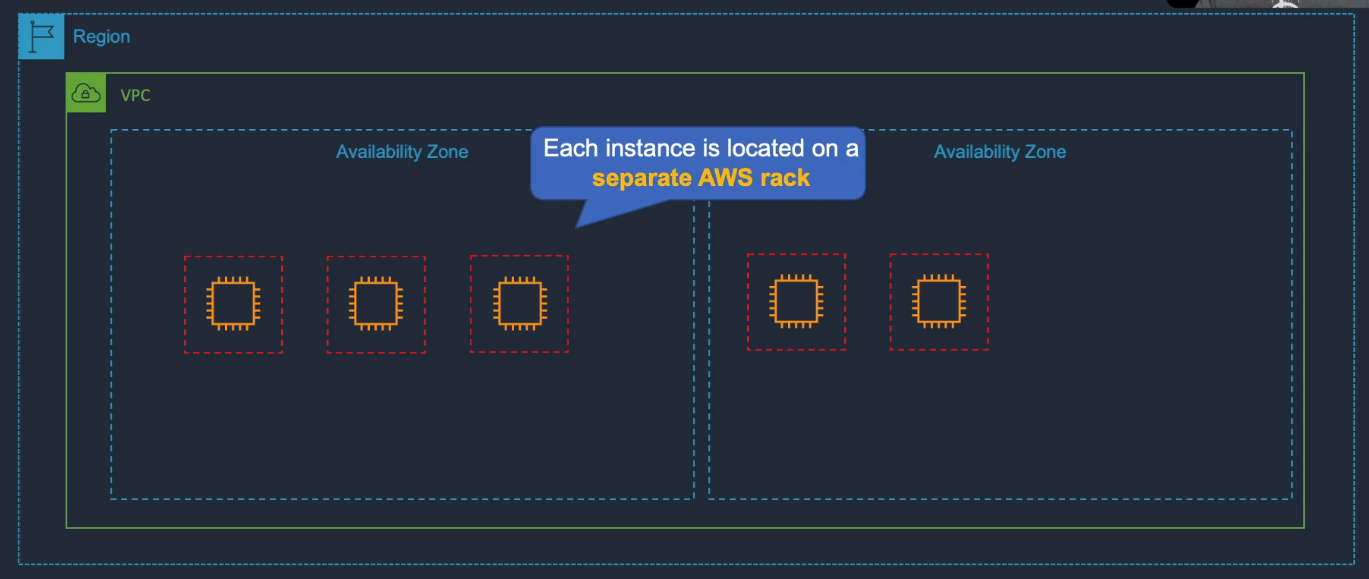 Region
VPC
Availability Zone
Each instance is located on a
separate AWS rack
Availability Zone